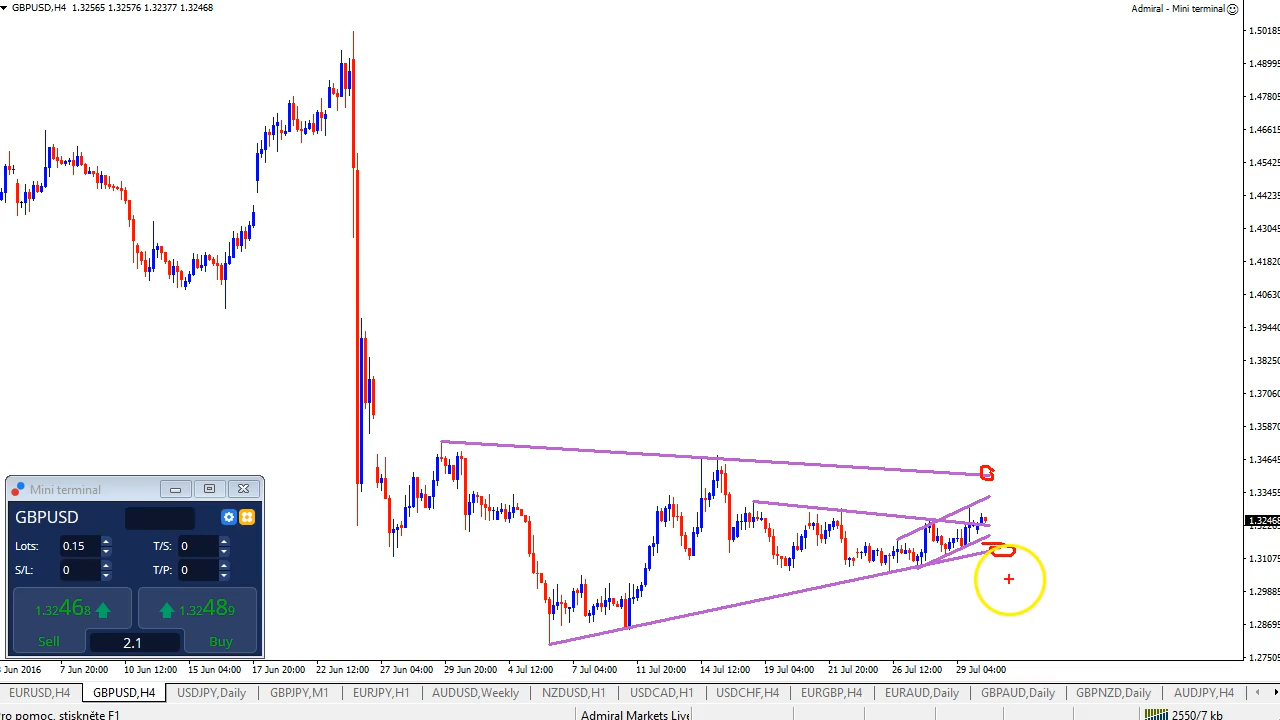 GBPUSD,H4 1.32565 1.32576 1.32377 1.32468
Admiral - Mini terminal
1.50185
1.48995
1.47805
1.46615
1.45425
1.44235
1.43045
1.41820
1.40630
1.39440
1.38250
1.37060
1.35870
1.34645
1.33455
1.32468
1.31075
1.29885
1.28695
1.27505
Mini terminal
GBPUSD
Lots: 0.15 T/S: 0
S/L: 0 T/P: 0
1.32468 1.32489
Sell 2.1 Buy
Jun 2016 7 Jun 20:00 10 Jun 12:00 15 Jun 04:00 17 Jun 20:00 22 Jun 12:00 27 Jun 04:00 29 Jun 20:00 4 Jul 12:00 7 Jul 04:00 11 Jul 20:00 14 Jul 12:00 19 Jul 04:00 21 Jul 20:00 26 Jul 12:00 29 Jul 04:00
EURUSD,H4 GBPUSD,H4 USDJPY,Daily GBPJPY,M1 EURJPY,H1 AUDUSD,Weekly NZDUSD,H1 USDCAD,H1 USDCHF,H4 EURGBP,H4 EURAUD,Daily GBPAUD,Daily GBPNZD,Daily AUDJPY,H4
ro pomoc, stiskněte F1 Admiral Markets Live 2550/7 kb